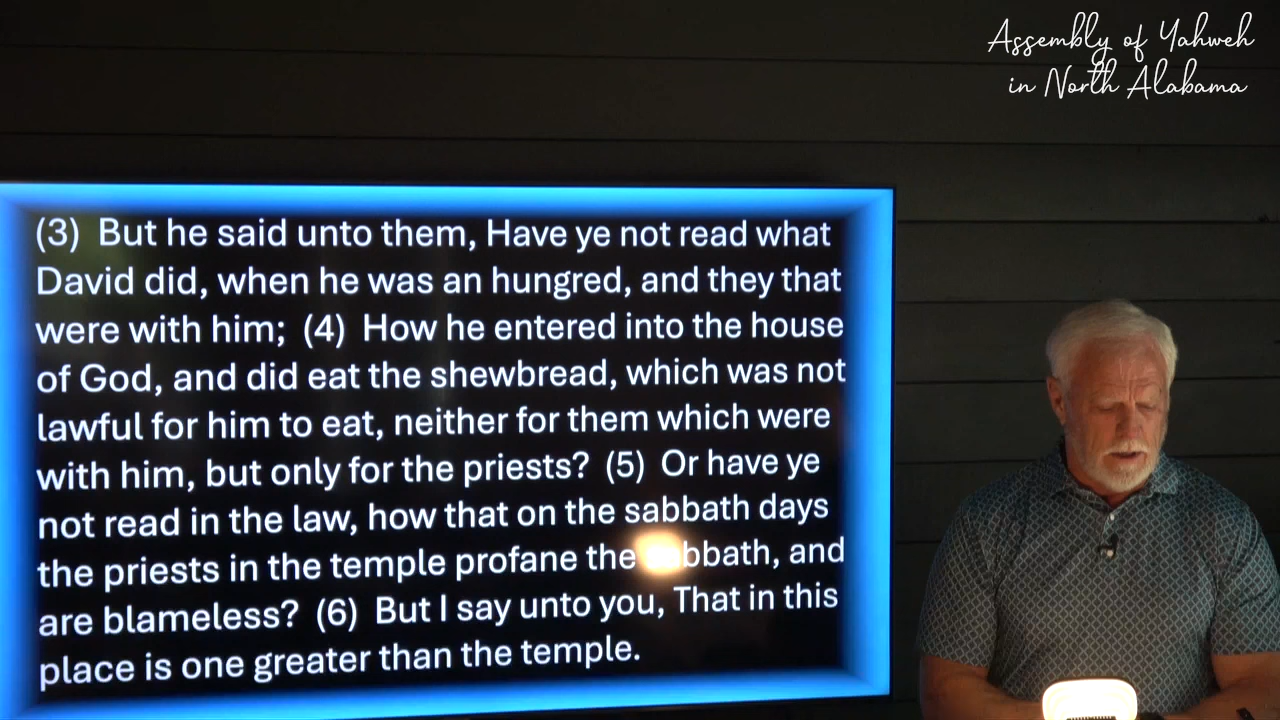 Assembly of Yahweh
in North Alabama
(3) But he said unto them, Have ye not read what
David did, when he was an hungred, and they that
were with him; (4) How he entered into the house
of God, and did eat the shewbread, which was not
lawful for him to eat, neither for them which were
with him, but only for the priests? (5) Or have ye
not read in the law, how that on the sabbath days
the priests in the temple profane the sabbath, and
are blameless? (6) But I say unto you, That in this
place is one greater than the temple.